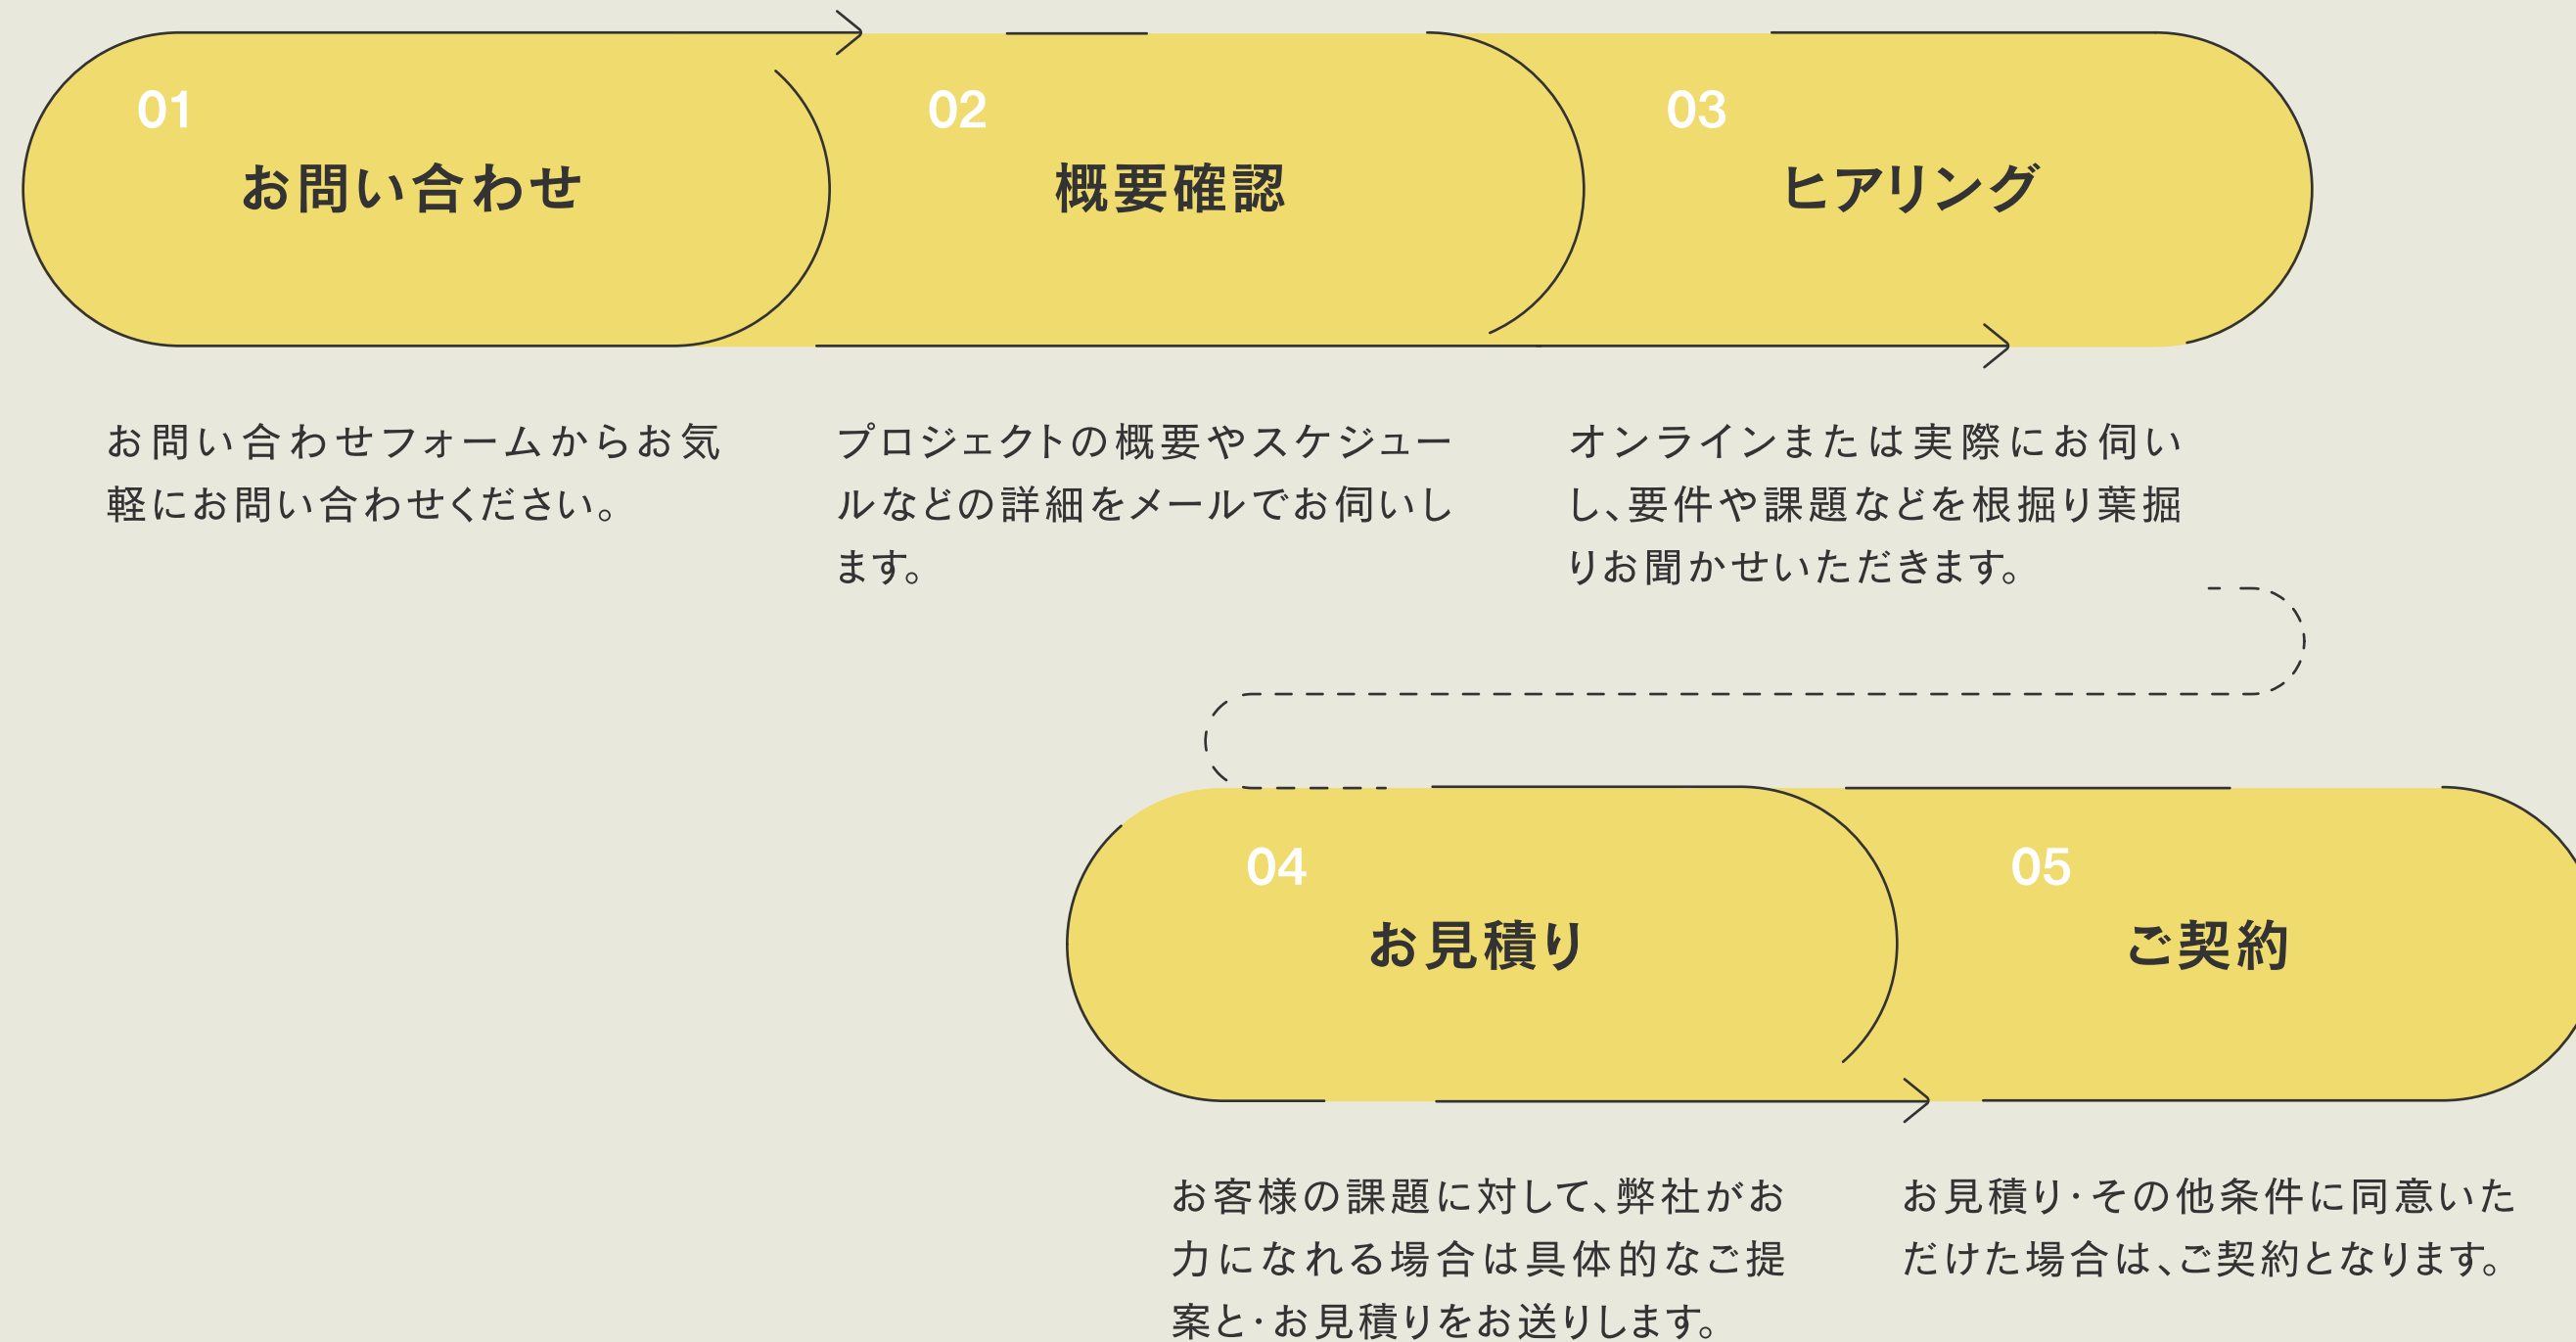 01
お問い合わせ
お問い合わせフォームからお気
軽にお問い合わせください。
02
概要確認
プロジェクトの概要やスケジュー
ルなどの詳細をメールでお伺いし
ます。
03
ヒアリング
オンラインまたは実際にお伺い
し、要件や課題などを根掘り葉掘
りお聞かせいただきます。
04
お見積り
お客様の課題に対して、弊社がお
力になれる場合は具体的なご提
案と・お見積りをお送りします。
05
ご契約
お見積り・その他条件に同意いた
だけた場合は、ご契約となります。